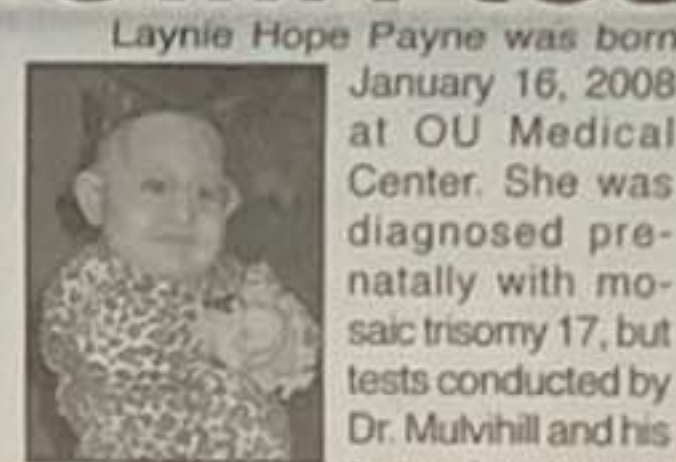 Laynie Hope Payne was born
January 16, 2008
at OU Medical
Center. She was
diagnosed pre-
natally with mo-
saic trisomy 17, but
tests conducted by
Dr. Mulvihill and his